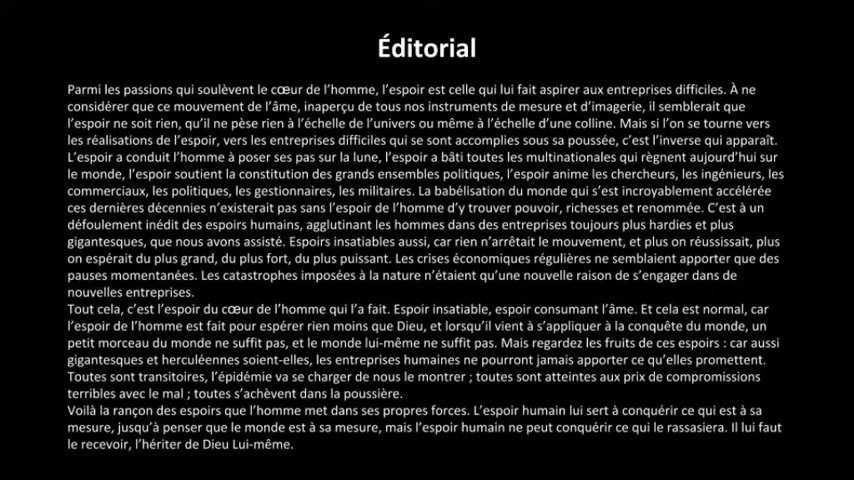 Éditorial
Parmi les passions qui soulèvent le cœur de l’homme, l’espoir est celle qui lui fait aspirer aux entreprises difficiles. À ne
considérer que ce mouvement de l’âme, inaperçu de tous nos instruments de mesure et d’imagerie, il semblerait que
l’espoir ne soit rien, qu’il ne pèse rien à l’échelle de l’univers ou même à l’échelle d’une colline. Mais si l’on se tourne vers
les réalisations de l’espoir, vers les entreprises difficiles qui se sont accomplies sous sa poussée, c’est l’inverse qui apparaît.
L’espoir a conduit l’homme à poser ses pas sur la lune, l’espoir a bâti toutes les multinationales qui règnent aujourd’hui sur
le monde, l’espoir soutient la constitution des grands ensembles politiques, l’espoir anime les chercheurs, les ingénieurs, les
commerciaux, les politiques, les gestionnaires, les militaires. La babélisation du monde qui s’est incroyablement accélérée
ces dernières décennies n’existerait pas sans l’espoir de l’homme d’y trouver pouvoir, richesses et renommée. C’est à un
défoulement inédit des espoirs humains, agglutinant les hommes dans des entreprises toujours plus hardies et plus
gigantesques, que nous avons assisté. Espoirs insatiables aussi, car rien n’arrêtait le mouvement, et plus on réussissait, plus
on espérait du plus grand, du plus fort, du plus puissant. Les crises économiques régulières ne semblaient apporter que des
pauses momentanées. Les catastrophes imposées à la nature n’étaient qu’une nouvelle raison de s’engager dans de
nouvelles entreprises.
Tout cela, c’est l’espoir du cœur de l’homme qui l’a fait. Espoir insatiable, espoir consumant l’âme. Et cela est normal, car
l’espoir de l’homme est fait pour espérer rien moins que Dieu, et lorsqu’il vient à s’appliquer à la conquête du monde, un
petit morceau du monde ne suffit pas, et le monde lui-même ne suffit pas. Mais regardez les fruits de ces espoirs : car aussi
gigantesques et herculéennes soient-elles, les entreprises humaines ne pourront jamais apporter ce qu’elles promettent.
Toutes sont transitoires, l’épidémie va se charger de nous le montrer ; toutes sont atteintes aux prix de compromissions
terribles avec le mal ; toutes s’achèvent dans la poussière.
Voilà la rançon des espoirs que l’homme met dans ses propres forces. L’espoir humain lui sert à conquérir ce qui est à sa
mesure, jusqu’à penser que le monde est à sa mesure, mais l’espoir humain ne peut conquérir ce qui le rassasiera. Il lui faut
le recevoir, l’hériter de Dieu Lui-même.